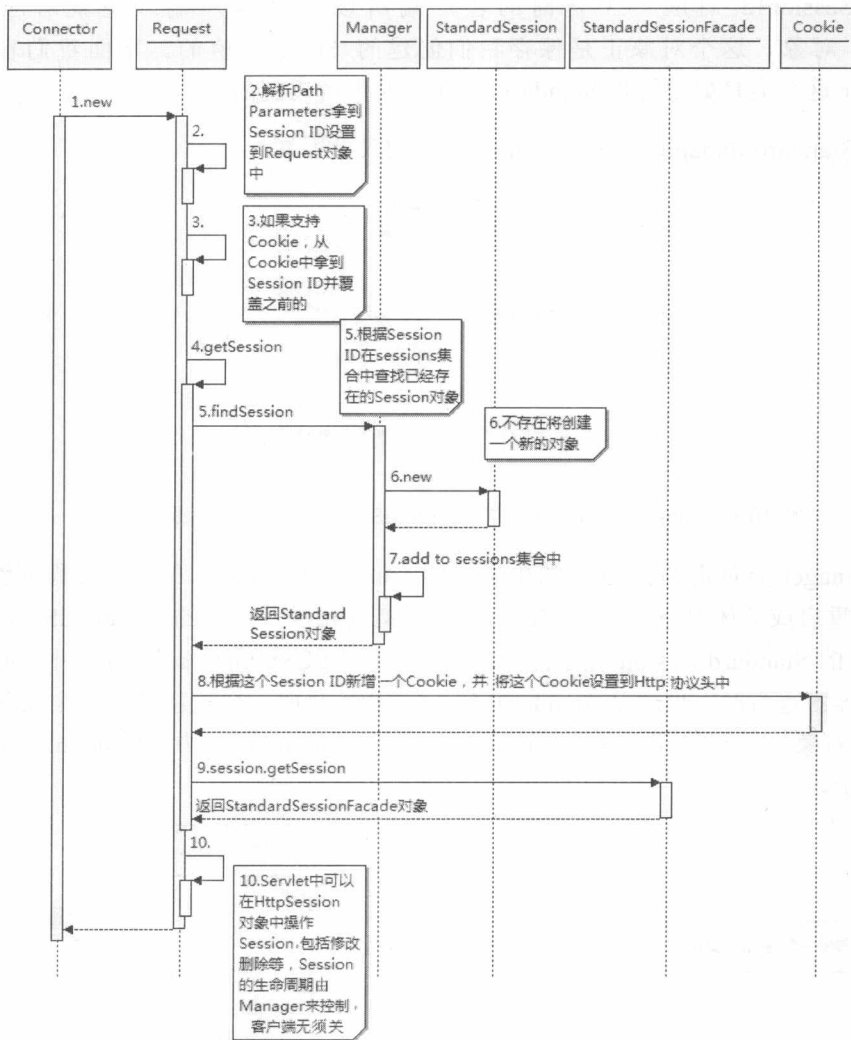 Connector
Request
Manager
StandardSession
StandardSessionFacade
Cookie
1.new
2.解析Path
Parameters拿到
Session ID设置
到Request对象
中
2.
3.如果支持
Cookie，从
Cookie中拿到
Session ID并覆
盖之前的
3.
4.getSession
5.根据Session
ID在sessions集
合中查找已经存
在的Session对象
5.findSession
6.不存在将创建
一个新的对象
6.new
7.add to sessions集合中
返回Standard
Session对象
8.根据这个Session ID新增一个Cookie，并 将这个Cookie设置到Http 协议头中
9.session.getSession
返回StandardSessionFacade对象
10.
10.Servlet中可以
在HttpSession
对象中操作
Session,包括修改
删除等，Session
的生命周期由
Manager来控制，
客户端无须关